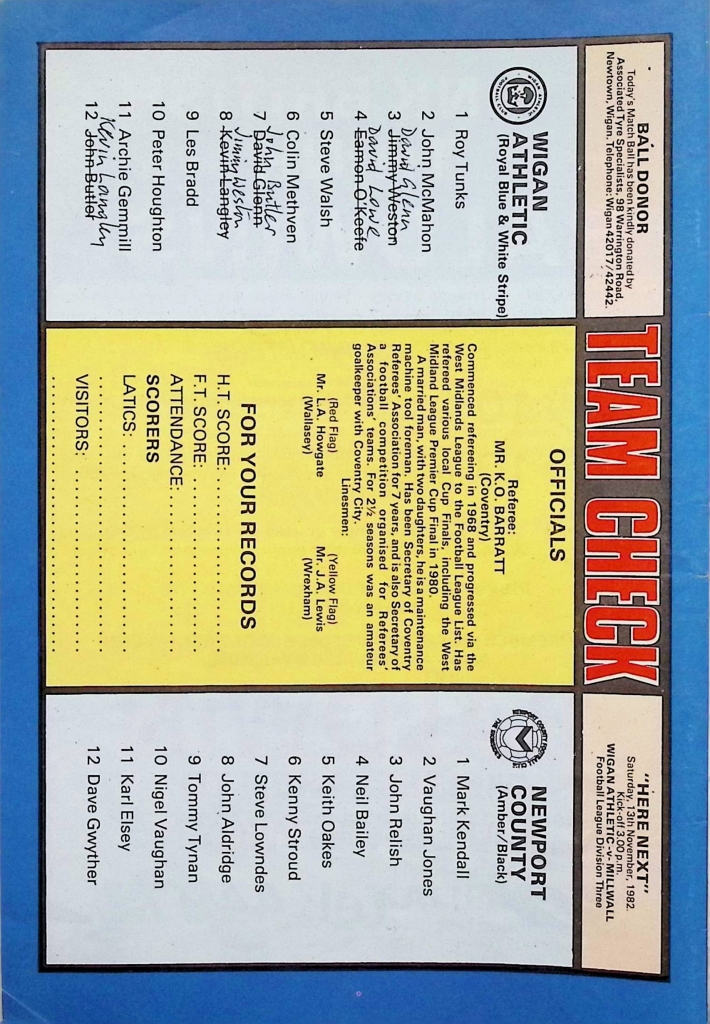 BALL DONOR
Today's Match Ball has been kindly donated by
Associated Tyre Specialists, 98 Warrington Road,
Newtown, Wigan. Telephone: Wigan 42017/42442.
TEAM CHECK
"HERE NEXT"
Saturday, 13th November, 1982.
Kick-off 3.00 p.m.
WIGAN ATHLETIC -v- MILLWALL
Football League Division Three
WIGAN
ATHLETIC
(Royal Blue & White Stripe)
1 Roy Tunks
2 John McMahon
David Glenn
3 Jimmy Weston
David Lowe
4 Eamon O'Keefe
5 Steve Walsh
6 Colin Methven
John Butler
7 David Glenn
Jimmy Weston
8 Kevin Langley
9 Les Bradd
10 Peter Houghton
11 Archie Gemmill
Kevin Langley
12 John Butler
OFFICIALS
Referee:
MR. K.O. BARRATT
(Coventry)
Commenced refereeing in 1968 and progressed via the
West Midlands League to the Football League List. Has
refereed various local Cup Finals, including the West
Midland League Premier Cup Final in 1980.
A married man, with two daughters, he is a maintenance
machine tool foreman. Has been Secretary of Coventry
Referees' Association for 7 years, and is also Secretary of
a football competition organised for Referees'
Associations' teams. For 2½ seasons was an amateur
goalkeeper with Coventry City.
Linesmen:
(Red Flag) (Yellow Flag)
Mr. L.A. Howgate Mr. J.A. Lewis
(Wallasey) (Wrexham)
FOR YOUR RECORDS
H.T. SCORE
F.T. SCORE
ATTENDANCE:
SCORERS
LATICS:
VISITORS:
NEWPORT
COUNTY
(Amber/Black)
1 Mark Kendall
2 Vaughan Jones
3 John Relish
4 Neil Bailey
5 Keith Oakes
6 Kenny Stroud
7 Steve Lowndes
8 John Aldridge
9 Tommy Tynan
10 Nigel Vaughan
11 Karl Elsey
12 Dave Gwyther